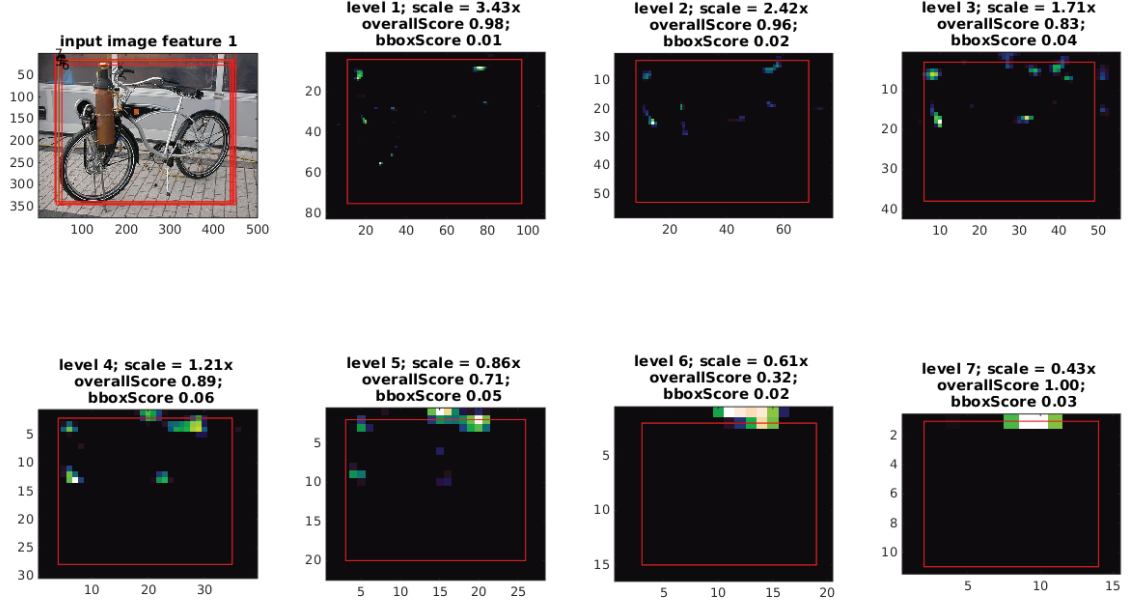 input image feature 1
50
100
150
200
250
300
350
100 200 300 400 500
level 1; scale = 3.43x
overallScore 0.98;
bboxScore 0.01
20
40
60
80
20 40 60 80 100
level 2; scale = 2.42x
overallScore 0.96;
bboxScore 0.02
10
20
30
40
50
20 40 60
level 3; scale = 1.71x
overallScore 0.83;
bboxScore 0.04
10
20
30
40
10 20 30 40 50
level 4; scale = 1.21x
overallScore 0.89;
bboxScore 0.06
5
10
15
20
25
30
10 20 30
level 5; scale = 0.86x
overallScore 0.71;
bboxScore 0.05
5
10
15
20
5 10 15 20 25
level 6; scale = 0.61x
overallScore 0.32;
bboxScore 0.02
5
10
15
5 10 15 20
level 7; scale = 0.43x
overallScore 1.00;
bboxScore 0.03
2
4
6
8
10
5 10 15